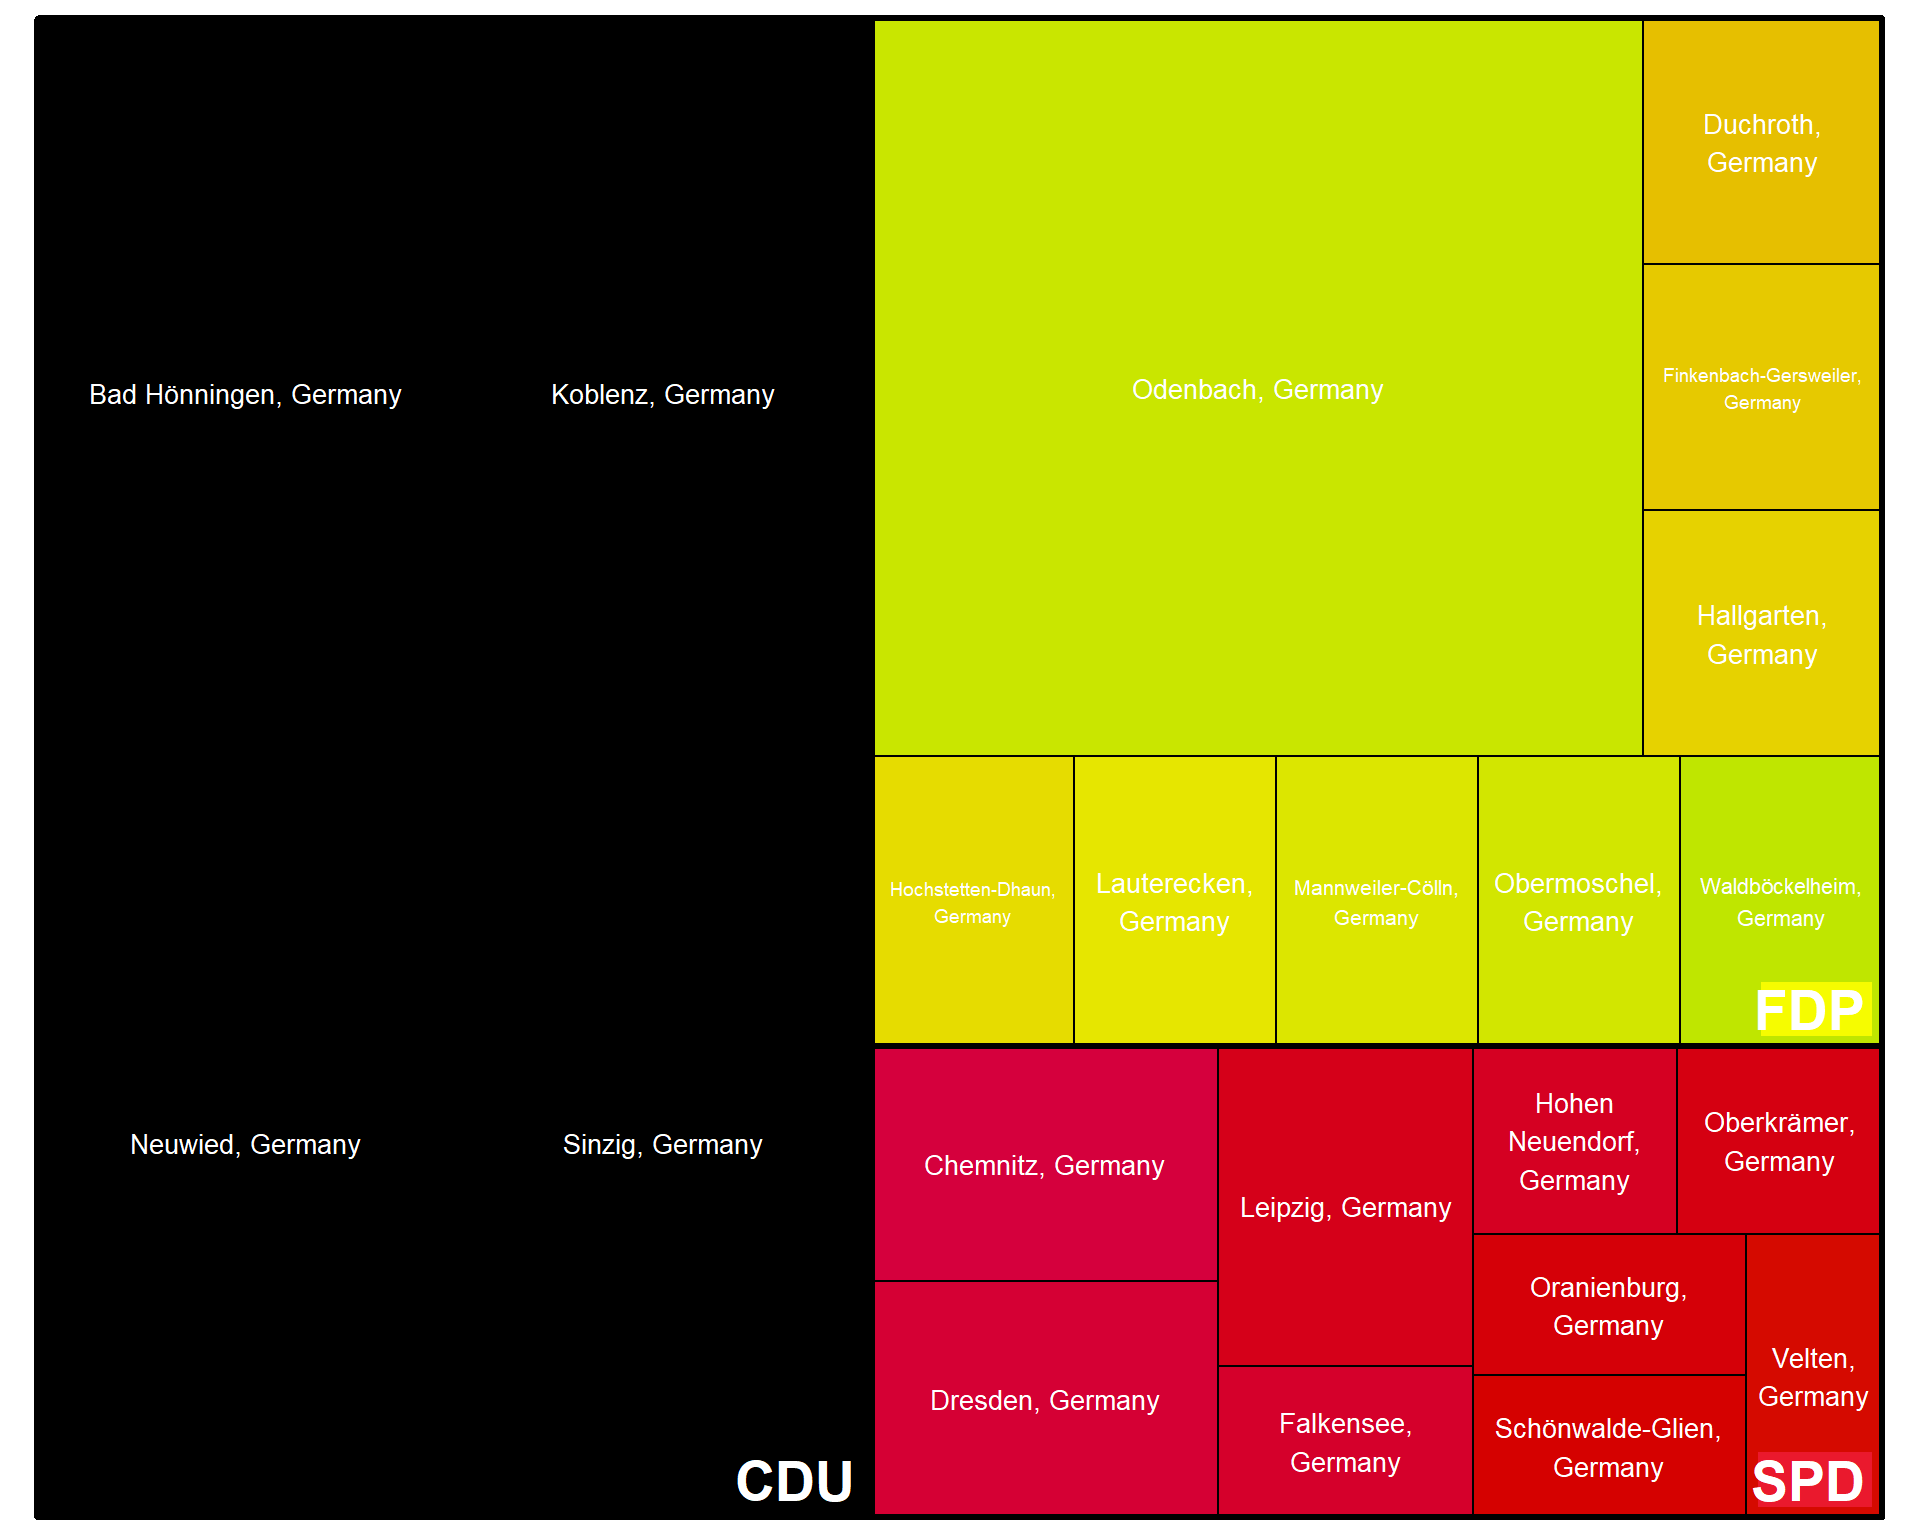 Bad Hönningen, Germany
Koblenz, Germany
Neuwied, Germany
Sinzig, Germany
CDU
Odenbach, Germany
Duchroth,
Germany
Finkenbach-Gersweiler,
Germany
Hallgarten,
Germany
Hochstetten-Dhaun,
Germany
Lauterecken,
Germany
Mannweiler-Cölln,
Germany
Obermoschel,
Germany
Waldböckelheim,
Germany
FDP
Chemnitz, Germany
Dresden, Germany
Leipzig, Germany
Falkensee,
Germany
Hohen
Neuendorf,
Germany
Oberkrämer,
Germany
Oranienburg,
Germany
Schönwalde-Glien,
Germany
Velten,
Germany
SPD